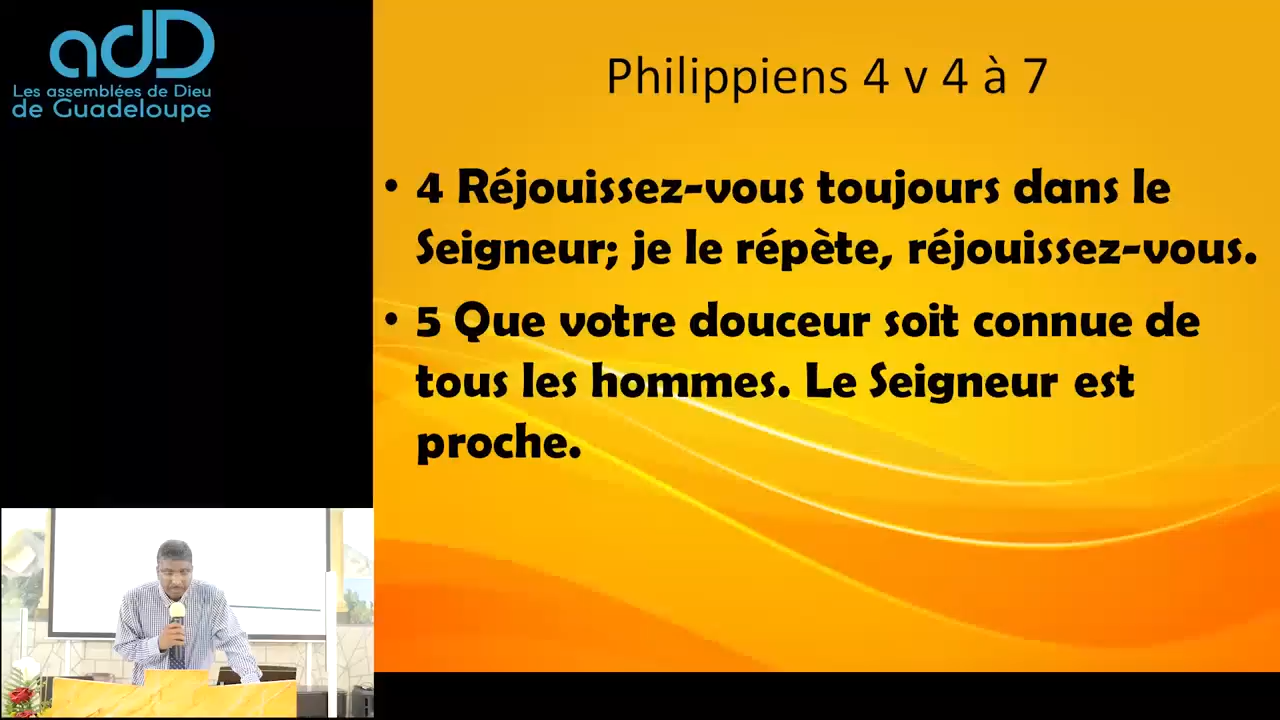 adD
Les assemblées de Dieu
de Guadeloupe
Philippiens 4 v 4 à 7
• 4 Réjouissez-vous toujours dans le
Seigneur; je le répète, réjouissez-vous.
• 5 Que votre douceur soit connue de
tous les hommes. Le Seigneur est
proche.